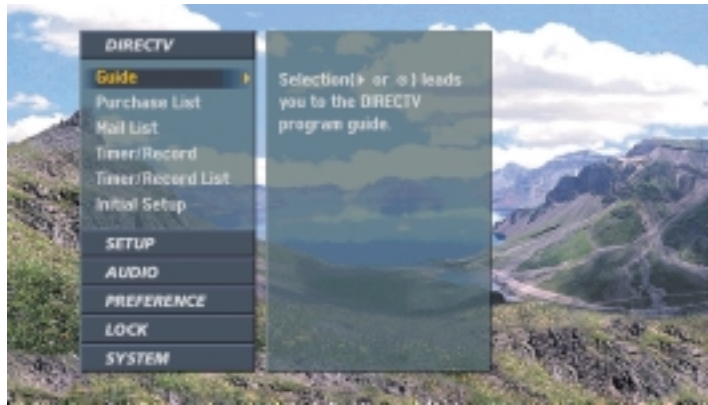 DIRECTV
Guide
Purchase List
Mail List
Timer/Record
Timer/Record List
Initial Setup
SETUP
AUDIO
PREFERENCE
LOCK
SYSTEM
Selection(▶ or ⊙) leads
you to the DIRECTV
program guide.